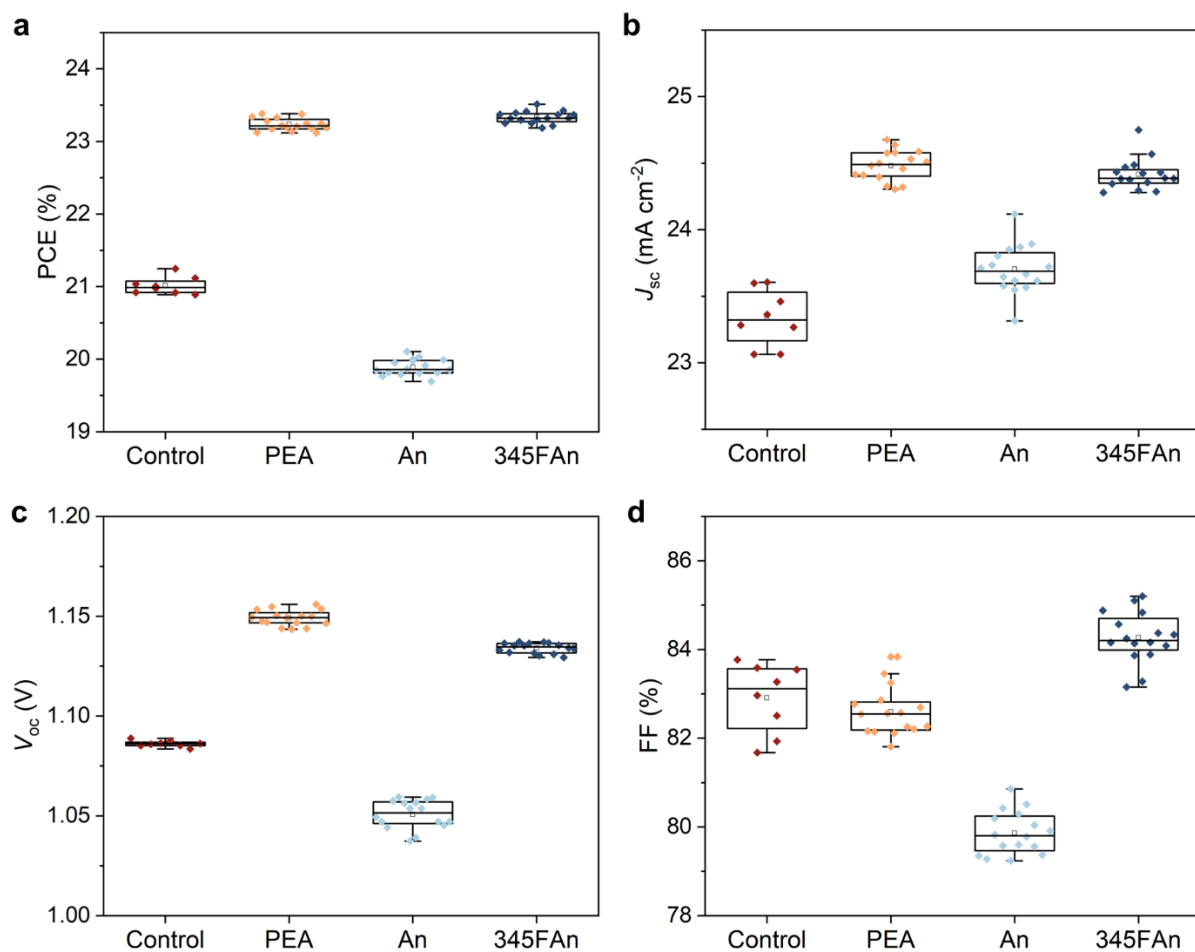 a
24
23
22
21
20
19
PCE (%)
Control PEA An 345FAn
b
25
24
23
Jsc (mA cm⁻²)
Control PEA An 345FAn
c
1.20
1.15
1.10
1.05
1.00
Voc (V)
Control PEA An 345FAn
d
86
84
82
80
78
FF (%)
Control PEA An 345FAn